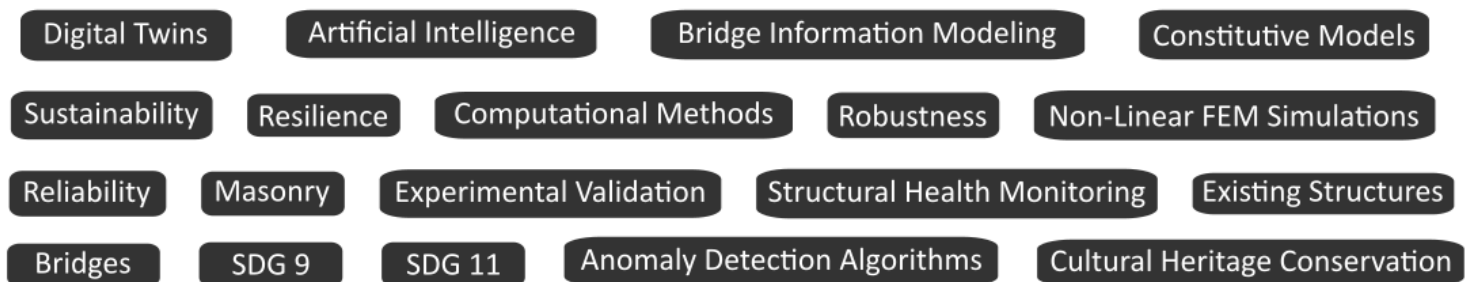 Digital Twins Artificial Intelligence Bridge Information Modeling Constitutive Models
Sustainability Resilience Computational Methods Robustness Non-Linear FEM Simulations
Reliability Masonry Experimental Validation Structural Health Monitoring Existing Structures
Bridges SDG 9 SDG 11 Anomaly Detection Algorithms Cultural Heritage Conservation